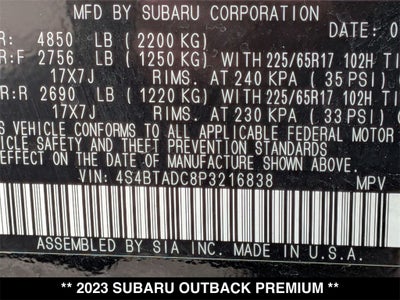 MFD BY SUBARU CORPORATION
DATE: 0
R: 4850 LB (2200 KG)
R:F 2756 LB (1250 KG) WITH 225/65R17 102H TI
17X7J RIMS. AT 240 KPA (35 PSI)
R:R 2690 LB (1220 KG) WITH 225/65R17 102H TI
17X7J RIMS. AT 230 KPA (33 PSI)
S VEHICLE CONFORMS TO ALL APPLICABLE FEDERAL MOTOR
ICLE SAFETY AND THEFT PREVENTION STANDARDS IN
EFFECT ON THE DATE OF MANUFACTURE SHOWN ABOVE.
VIN: 4S4BTADC8P3216838 MPV
ASSEMBLED BY SIA INC. IN U.S.A.
** 2023 SUBARU OUTBACK PREMIUM **